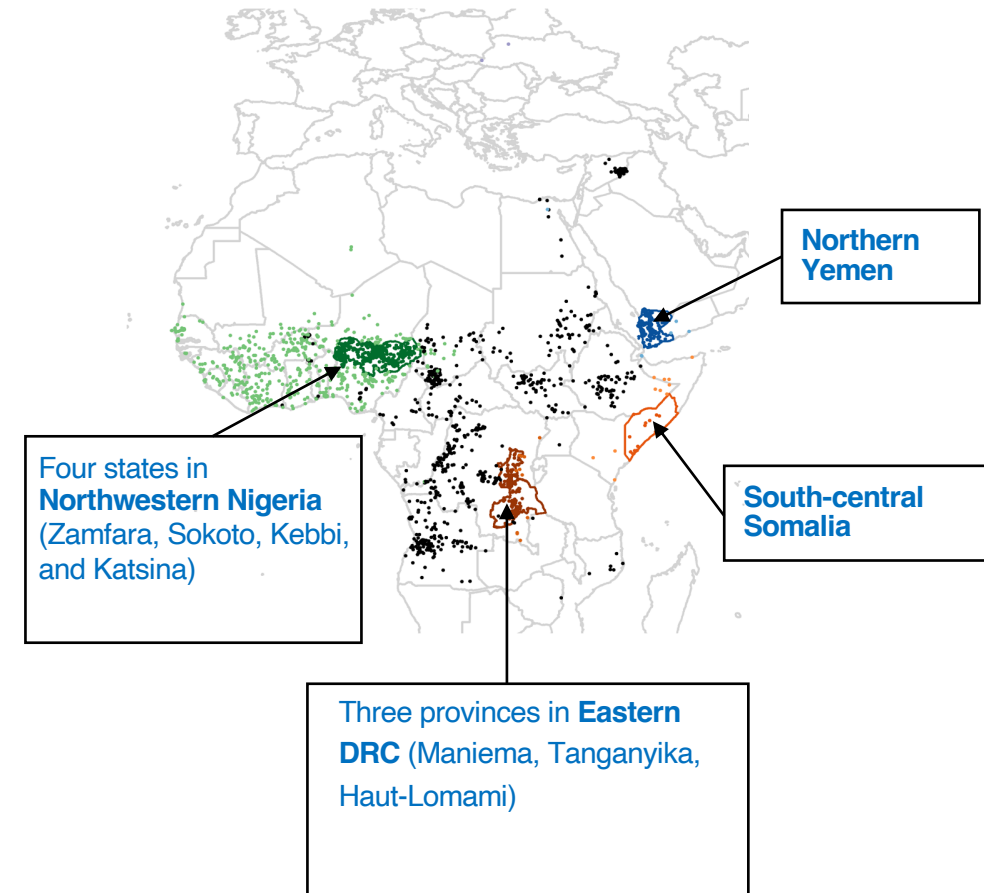 Northern
Yemen
Four states in
Northwestern Nigeria
(Zamfara, Sokoto, Kebbi,
and Katsina)
South-central
Somalia
Three provinces in Eastern
DRC (Maniema, Tanganyika,
Haut-Lomami)